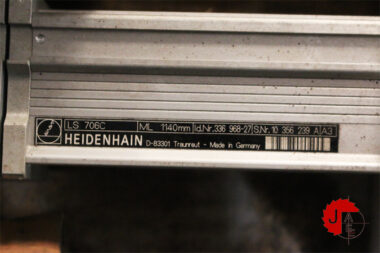 LS 706C ML 1140mm Id.Nr. 336 968-27 S.Nr. 10 356 239 A A3
HEIDENHAIN D-83301 Traunreut - Made in Germany